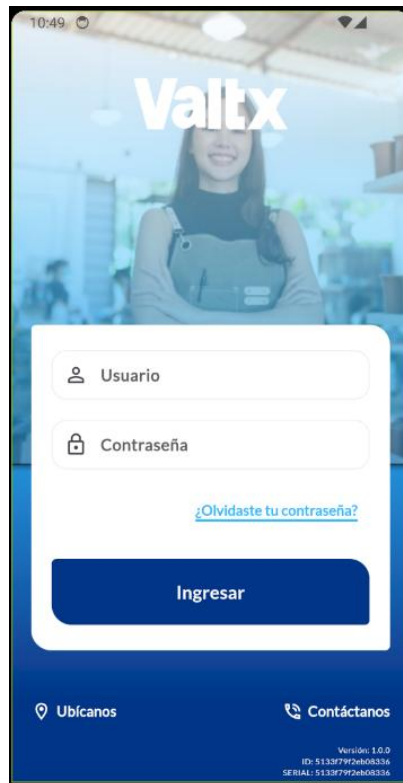 10:49
Valtx
Usuario
Contraseña
¿Olvidaste tu contraseña?
Ingresar
Ubícanos
Contáctanos
Versión: 1.0.0
ID: 5133f79f2eb08336
SERIAL: 5133f79f2eb08336